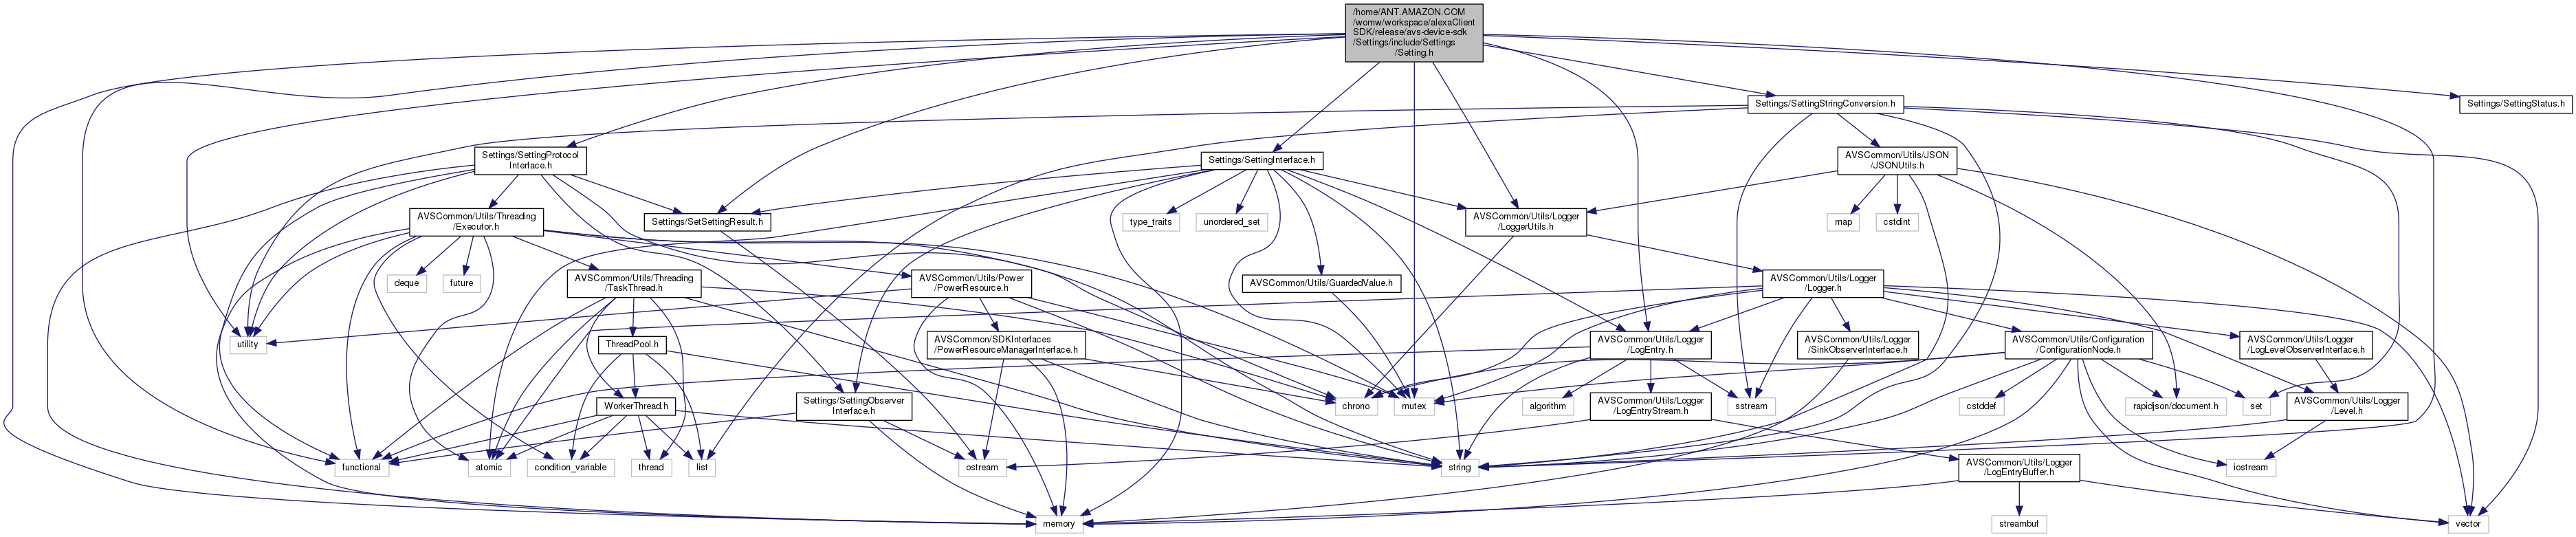 /home/ANT.AMAZON.COM
/womw/workspace/alexaClient
SDK/release/avs-device-sdk
/Settings/include/Settings
/Setting.h
Settings/SettingStringConversion.h
Settings/SettingStatus.h
Settings/SettingProtocol
Interface.h
Settings/SettingInterface.h
AVSCommon/Utils/JSON
/JSONUtils.h
AVSCommon/Utils/Threading
/Executor.h
Settings/SetSettingResult.h
type_traits
unordered_set
AVSCommon/Utils/Logger
/LoggerUtils.h
map
cstdint
deque
future
AVSCommon/Utils/Threading
/TaskThread.h
AVSCommon/Utils/Power
/PowerResource.h
AVSCommon/Utils/GuardedValue.h
AVSCommon/Utils/Logger
/Logger.h
utility
ThreadPool.h
AVSCommon/SDKInterfaces
/PowerResourceManagerInterface.h
AVSCommon/Utils/Logger
/LogEntry.h
AVSCommon/Utils/Logger
/SinkObserverInterface.h
AVSCommon/Utils/Configuration
/ConfigurationNode.h
AVSCommon/Utils/Logger
/LogLevelObserverInterface.h
WorkerThread.h
Settings/SettingObserver
Interface.h
chrono
mutex
algorithm
AVSCommon/Utils/Logger
/LogEntryStream.h
sstream
cstddef
rapidjson/document.h
set
AVSCommon/Utils/Logger
/Level.h
functional
atomic
condition_variable
thread
list
ostream
string
AVSCommon/Utils/Logger
/LogEntryBuffer.h
iostream
memory
streambuf
vector